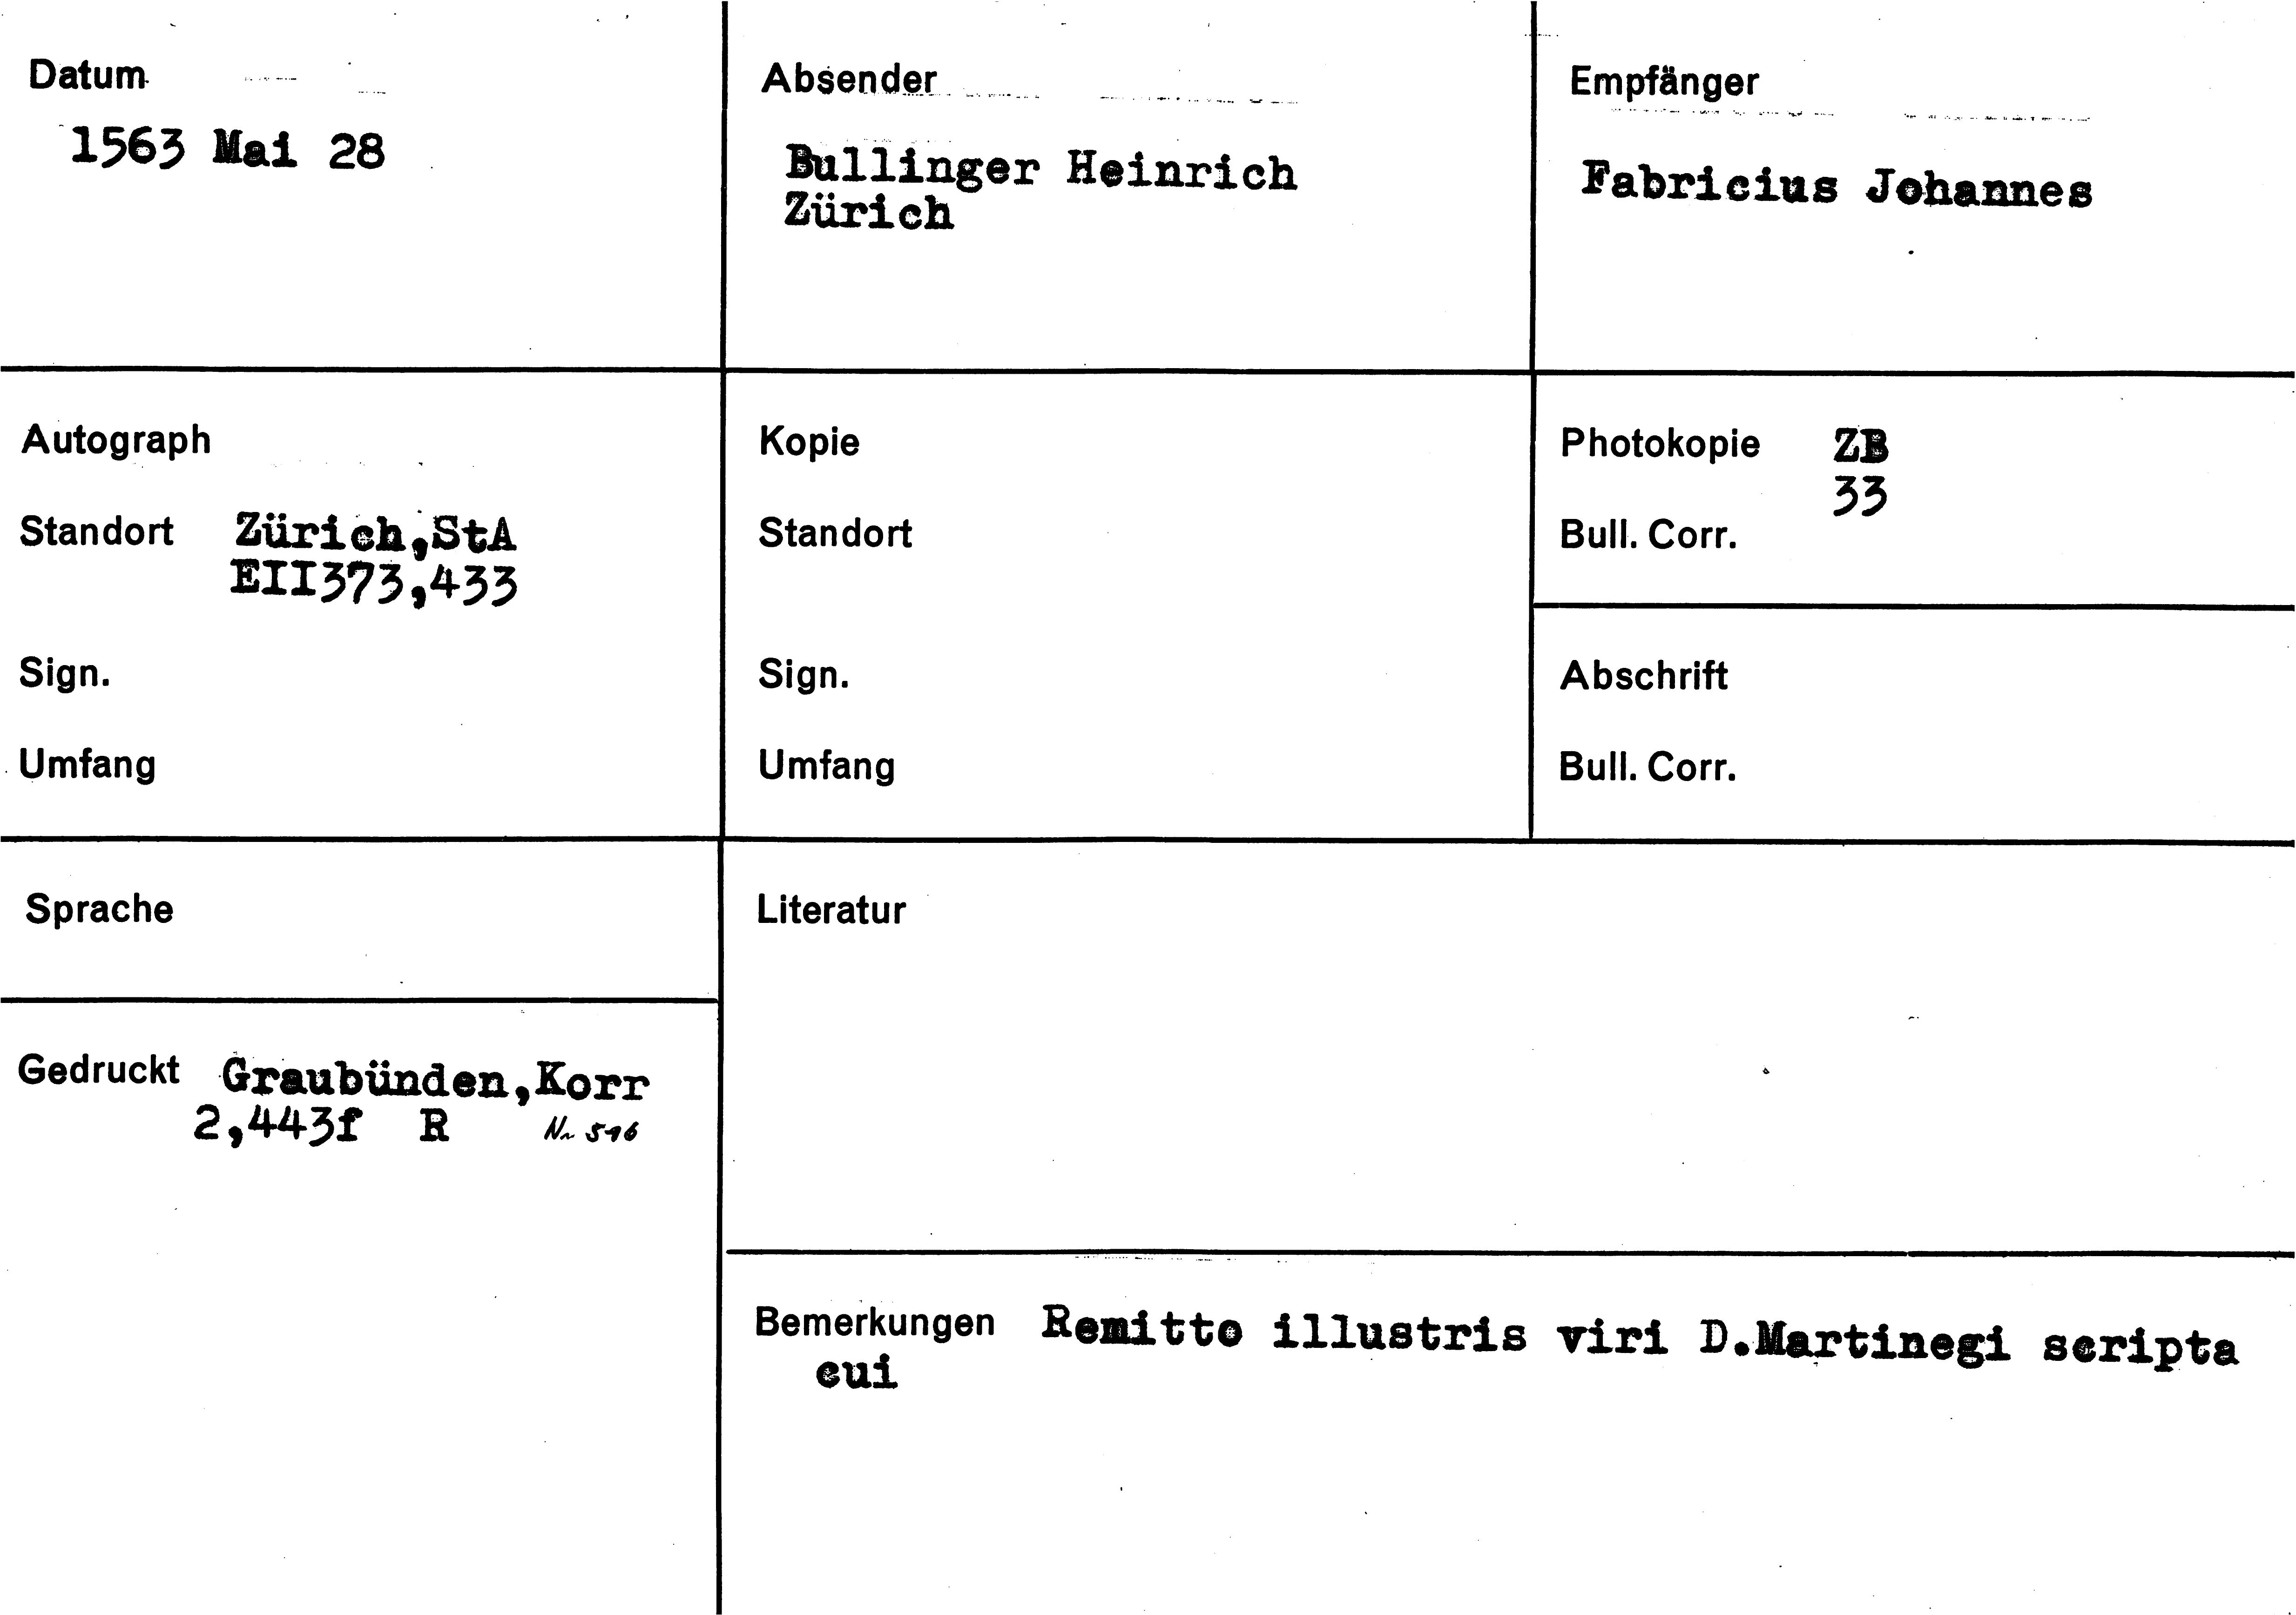 Datum
1563 Mai 28
Absender
Bullinger Heinrich
Zürich
Empfänger
Fabricius Johannes
Autograph
Standort Zürich,StA
EII373,433
Sign.
Umfang
Kopie
Standort
Sign.
Umfang
Photokopie ZB
33
Bull. Corr.
Abschrift
Bull. Corr.
Sprache
Gedruckt Graubünden,Korr
2,443f R Nr 516
Literatur
Bemerkungen Remitto illustris viri D.Martinegi scripta
cui